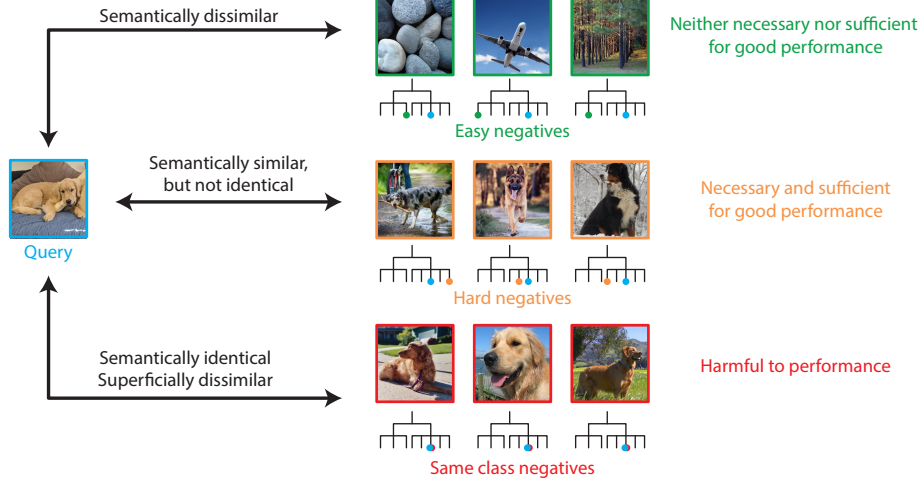 Semantically dissimilar
Neither necessary nor sufficient
for good performance
Easy negatives
Semantically similar,
but not identical
Necessary and sufficient
for good performance
Query
Hard negatives
Semantically identical
Superficially dissimilar
Harmful to performance
Same class negatives